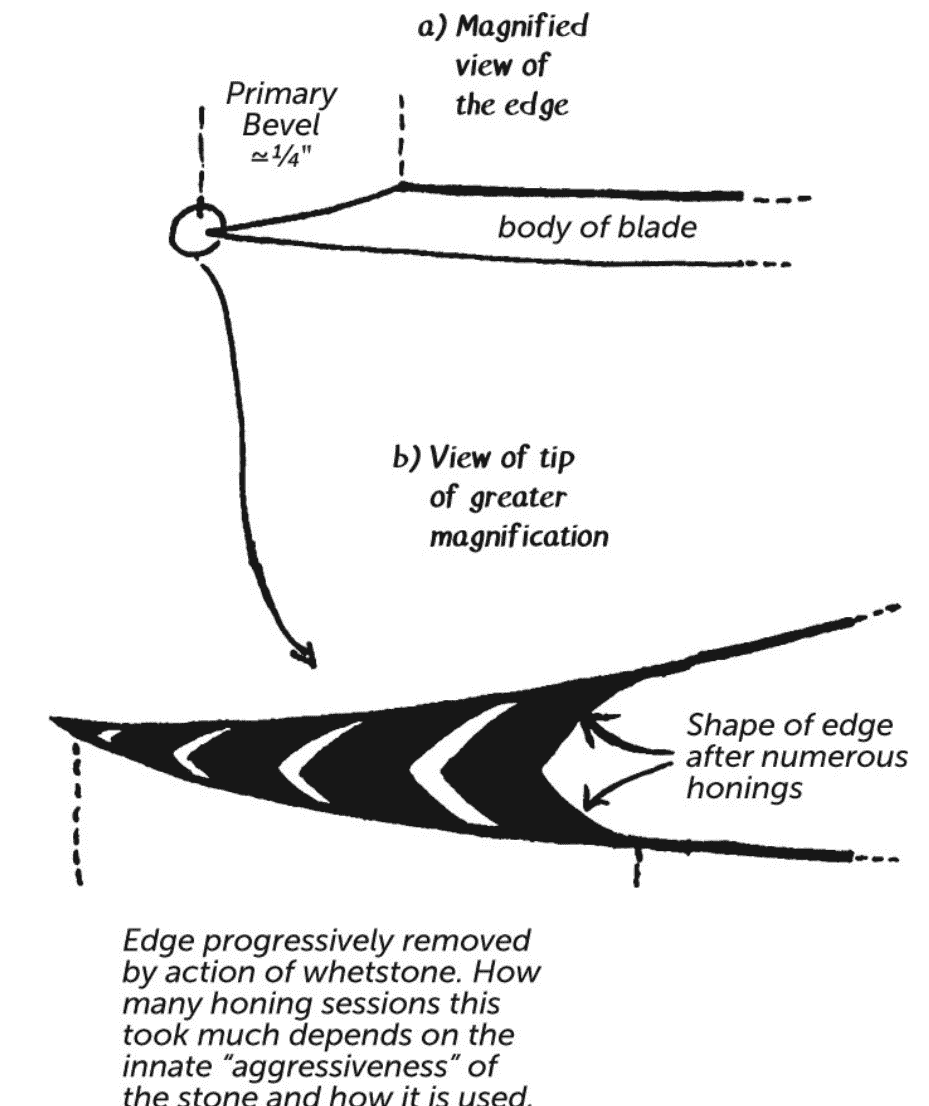 a) Magnified
view of
the edge
Primary
Bevel
≃1/4"
body of blade
b) View of tip
of greater
magnification
Shape of edge
after numerous
honings
Edge progressively removed
by action of whetstone. How
many honing sessions this
took much depends on the
innate "aggressiveness" of
the stone and how it is used.